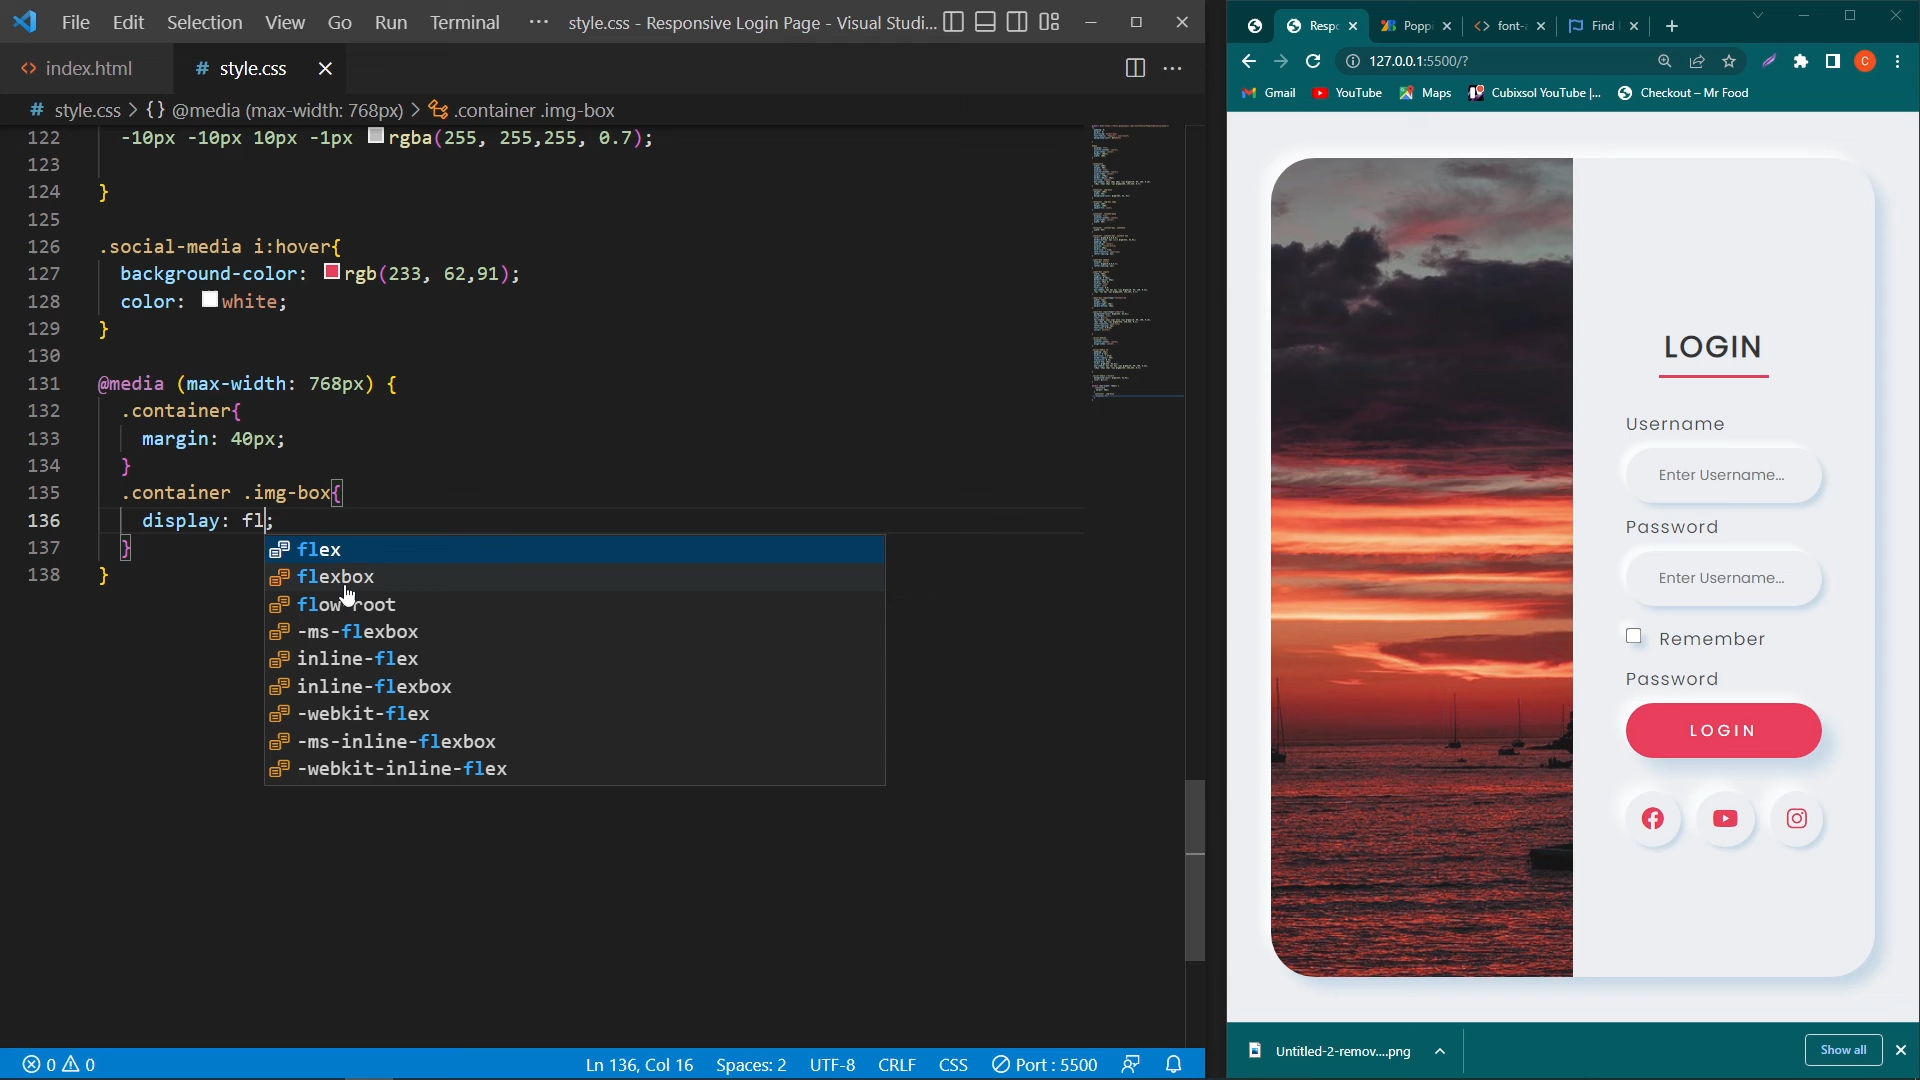 File Edit Selection View Go Run Terminal ··· style.css - Responsive Login Page - Visual Studi...
index.html # style.css
# style.css > {} @media (max-width: 768px) > .container .img-box
122 -10px -10px 10px -1px rgba(255, 255,255, 0.7);
123
124 }
125
126 .social-media i:hover{
127 background-color: rgb(233, 62,91);
128 color: white;
129 }
130
131 @media (max-width: 768px) {
132 .container{
133 margin: 40px;
134 }
135 .container .img-box{
136 display: fl;
137 }
138 }
flex
flexbox
flow-root
-ms-flexbox
inline-flex
inline-flexbox
-webkit-flex
-ms-inline-flexbox
-webkit-inline-flex
0 0 Ln 136, Col 16 Spaces: 2 UTF-8 CRLF CSS Port : 5500
Resp Poppi font- Find
127.0.0.1:5500/?
C
Gmail YouTube Maps Cubixsol YouTube |... Checkout – Mr Food
LOGIN
Username
Enter Username...
Password
Enter Username...
Remember
Password
LOGIN
Untitled-2-remov....png Show all